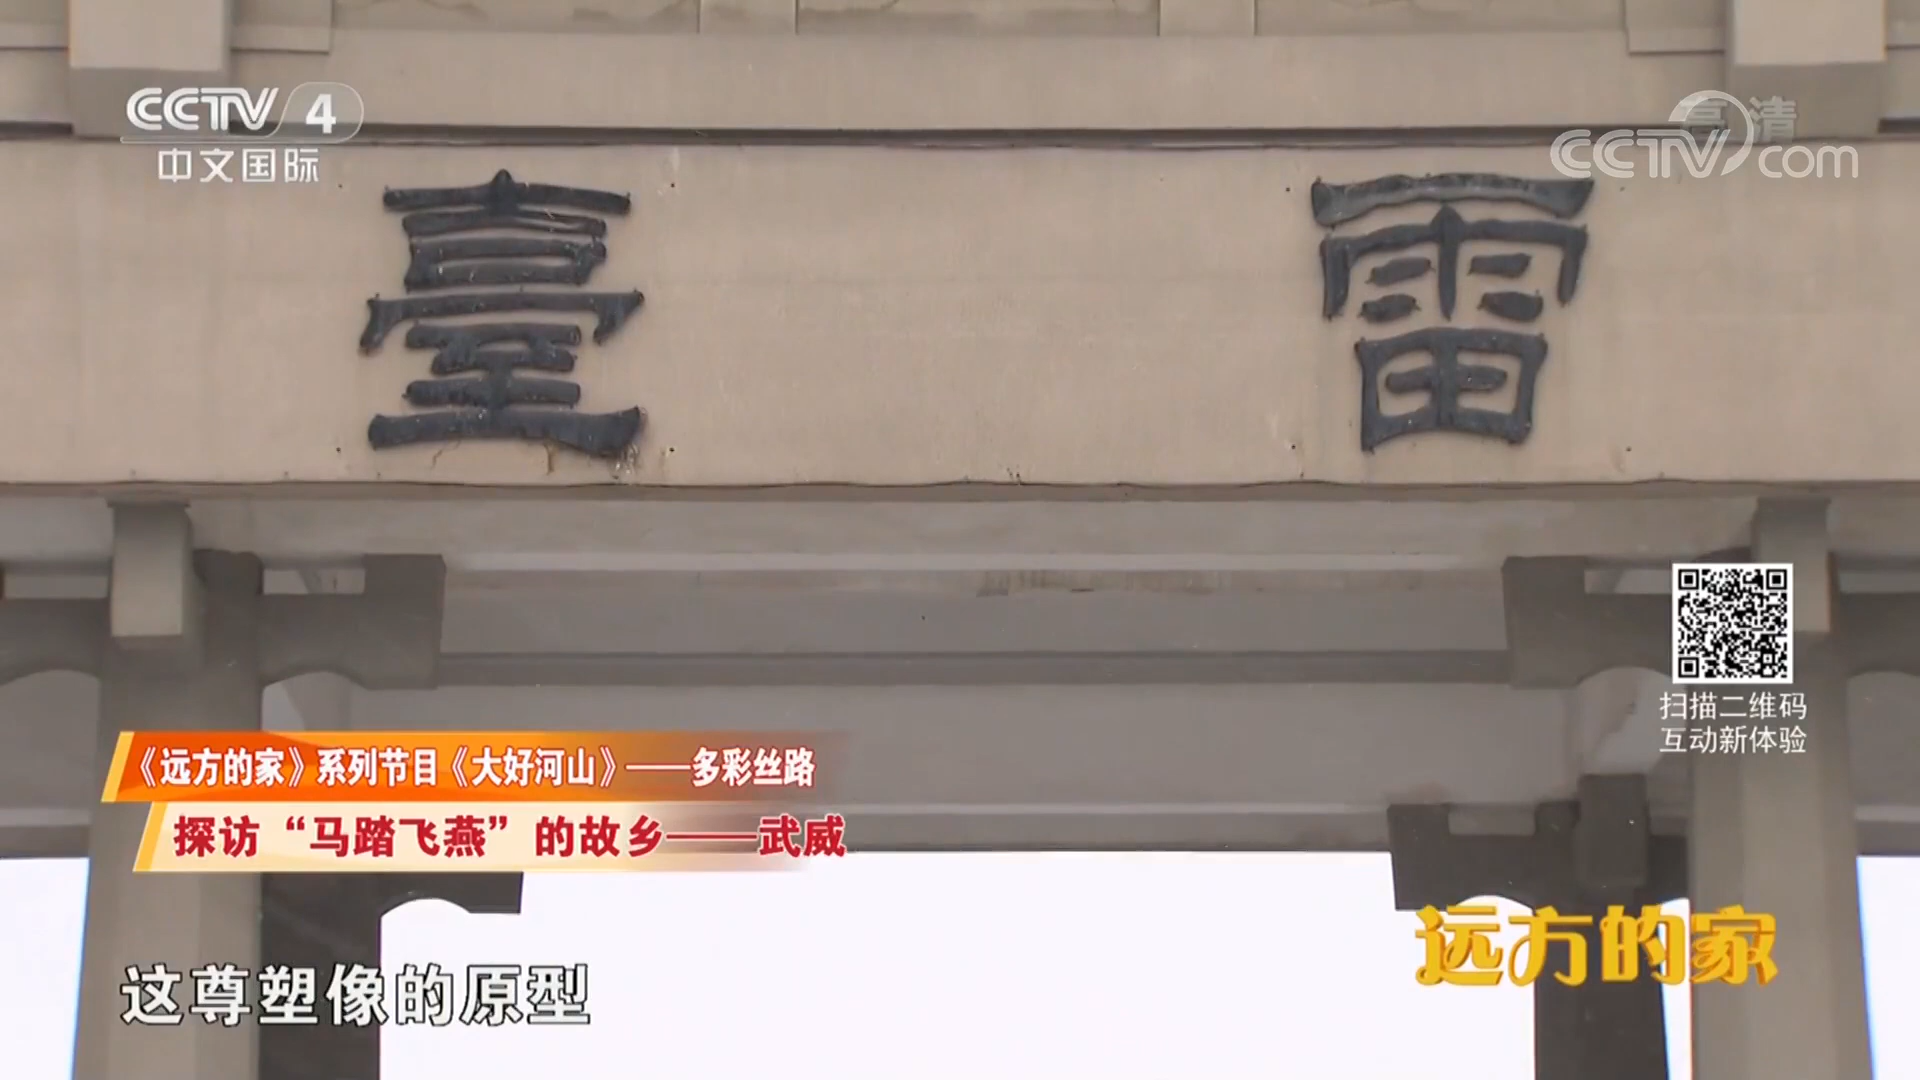 CCTV 4
中文国际
高清
CCTV.com
臺 雷
扫描二维码
互动新体验
《远方的家》系列节目《大好河山》——多彩丝路
探访“马踏飞燕”的故乡——武威
远方的家
这尊塑像的原型